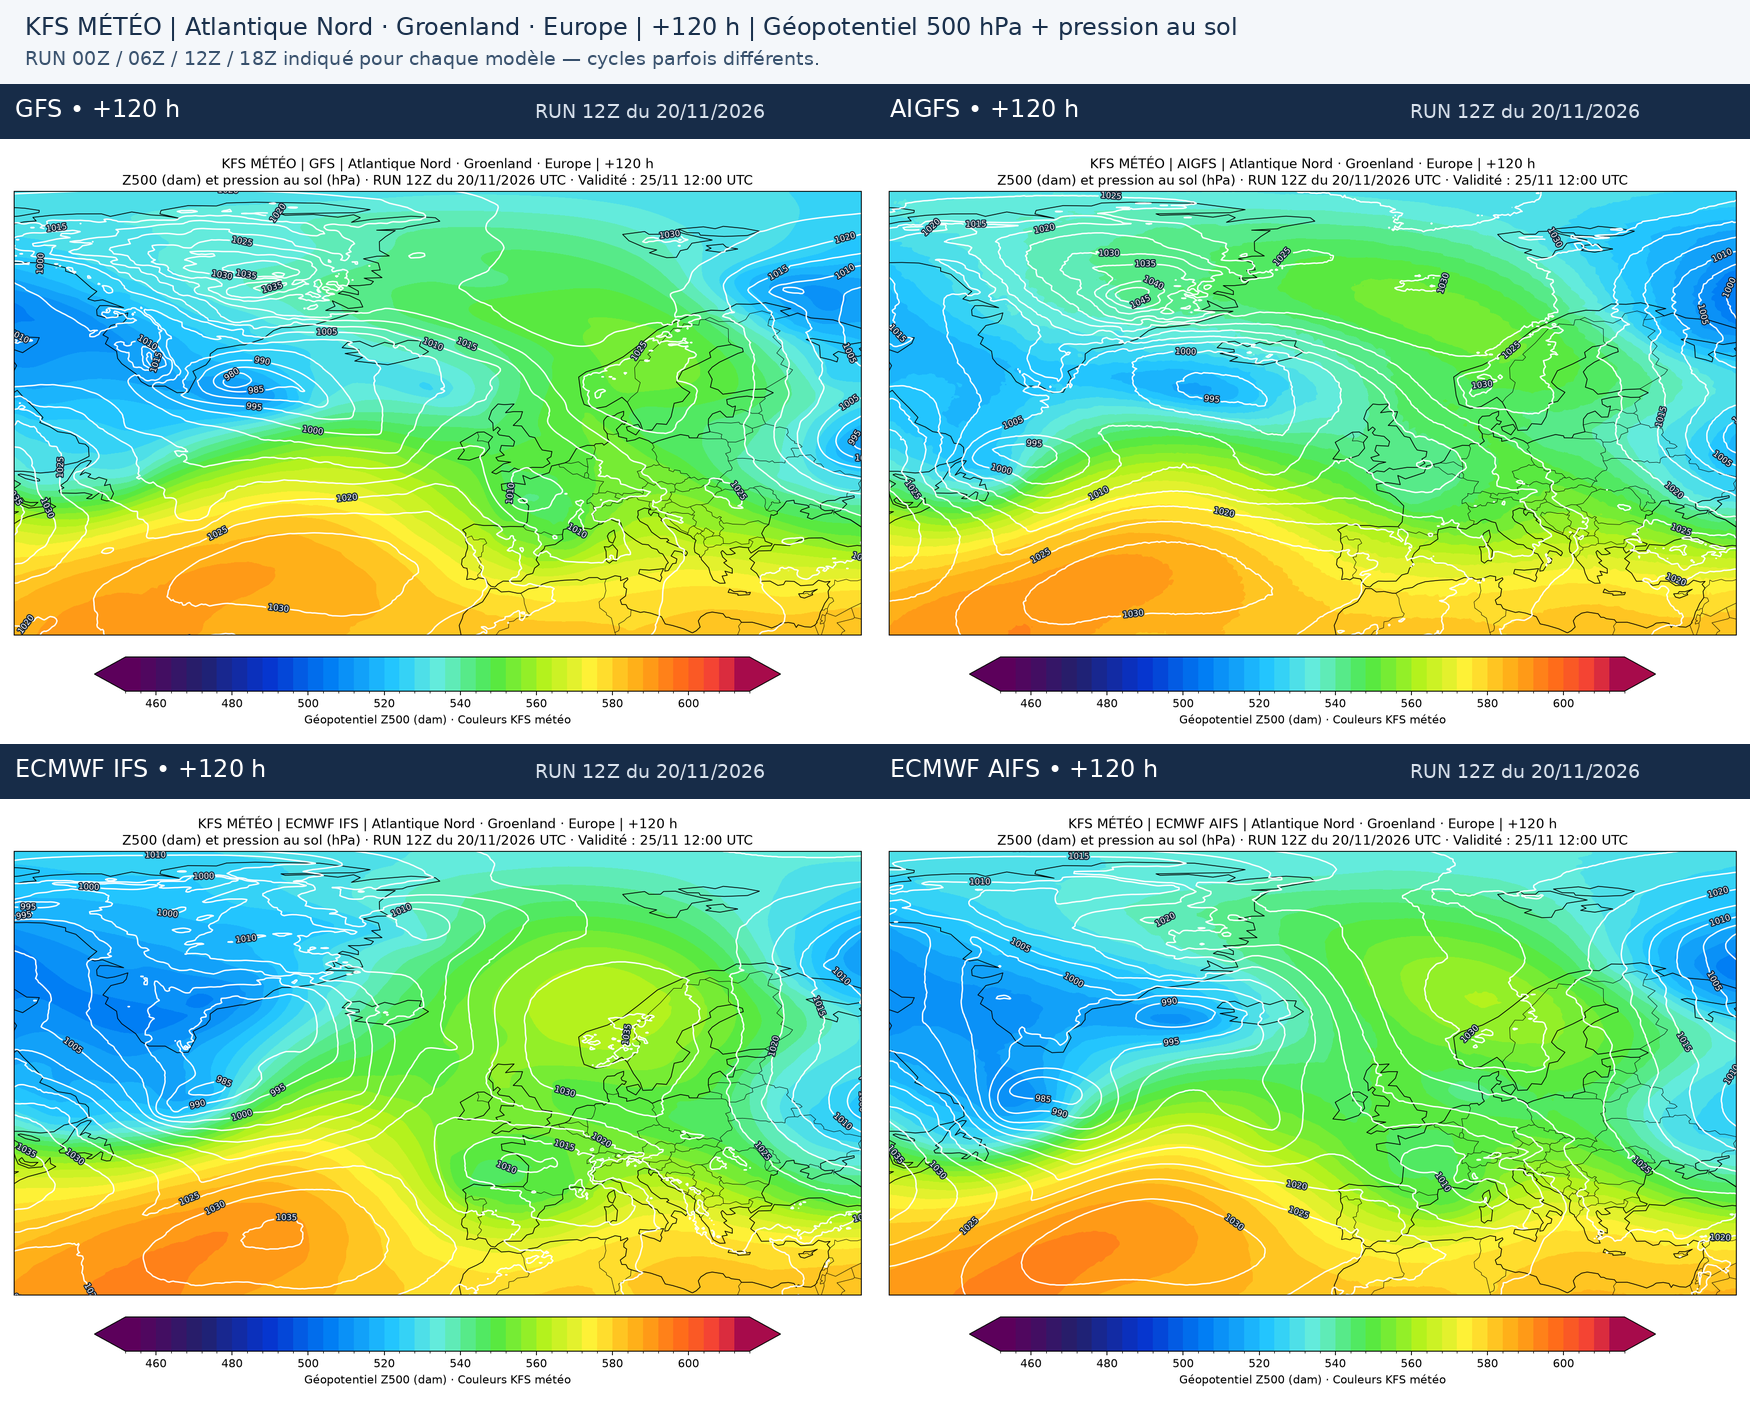 KFS MÉTÉO | Atlantique Nord · Groenland · Europe | +120 h | Géopotentiel 500 hPa + pression au sol
RUN 00Z / 06Z / 12Z / 18Z indiqué pour chaque modèle — cycles parfois différents.
GFS • +120 h RUN 12Z du 20/11/2026
AIGFS • +120 h RUN 12Z du 20/11/2026
KFS MÉTÉO | GFS | Atlantique Nord · Groenland · Europe | +120 h
Z500 (dam) et pression au sol (hPa) · RUN 12Z du 20/11/2026 UTC · Validité : 25/11 12:00 UTC
460 480 500 520 540 560 580 600
Géopotentiel Z500 (dam) · Couleurs KFS météo
KFS MÉTÉO | AIGFS | Atlantique Nord · Groenland · Europe | +120 h
Z500 (dam) et pression au sol (hPa) · RUN 12Z du 20/11/2026 UTC · Validité : 25/11 12:00 UTC
460 480 500 520 540 560 580 600
Géopotentiel Z500 (dam) · Couleurs KFS météo
ECMWF IFS • +120 h RUN 12Z du 20/11/2026
ECMWF AIFS • +120 h RUN 12Z du 20/11/2026
KFS MÉTÉO | ECMWF IFS | Atlantique Nord · Groenland · Europe | +120 h
Z500 (dam) et pression au sol (hPa) · RUN 12Z du 20/11/2026 UTC · Validité : 25/11 12:00 UTC
460 480 500 520 540 560 580 600
Géopotentiel Z500 (dam) · Couleurs KFS météo
KFS MÉTÉO | ECMWF AIFS | Atlantique Nord · Groenland · Europe | +120 h
Z500 (dam) et pression au sol (hPa) · RUN 12Z du 20/11/2026 UTC · Validité : 25/11 12:00 UTC
460 480 500 520 540 560 580 600
Géopotentiel Z500 (dam) · Couleurs KFS météo